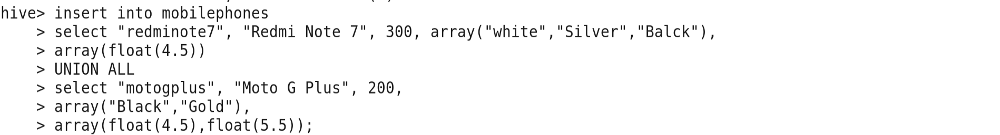 hive> insert into mobilephones
    > select "redminote7", "Redmi Note 7", 300, array("white","Silver","Balck"),
    > array(float(4.5))
    > UNION ALL
    > select "motogplus", "Moto G Plus", 200,
    > array("Black","Gold"),
    > array(float(4.5),float(5.5));